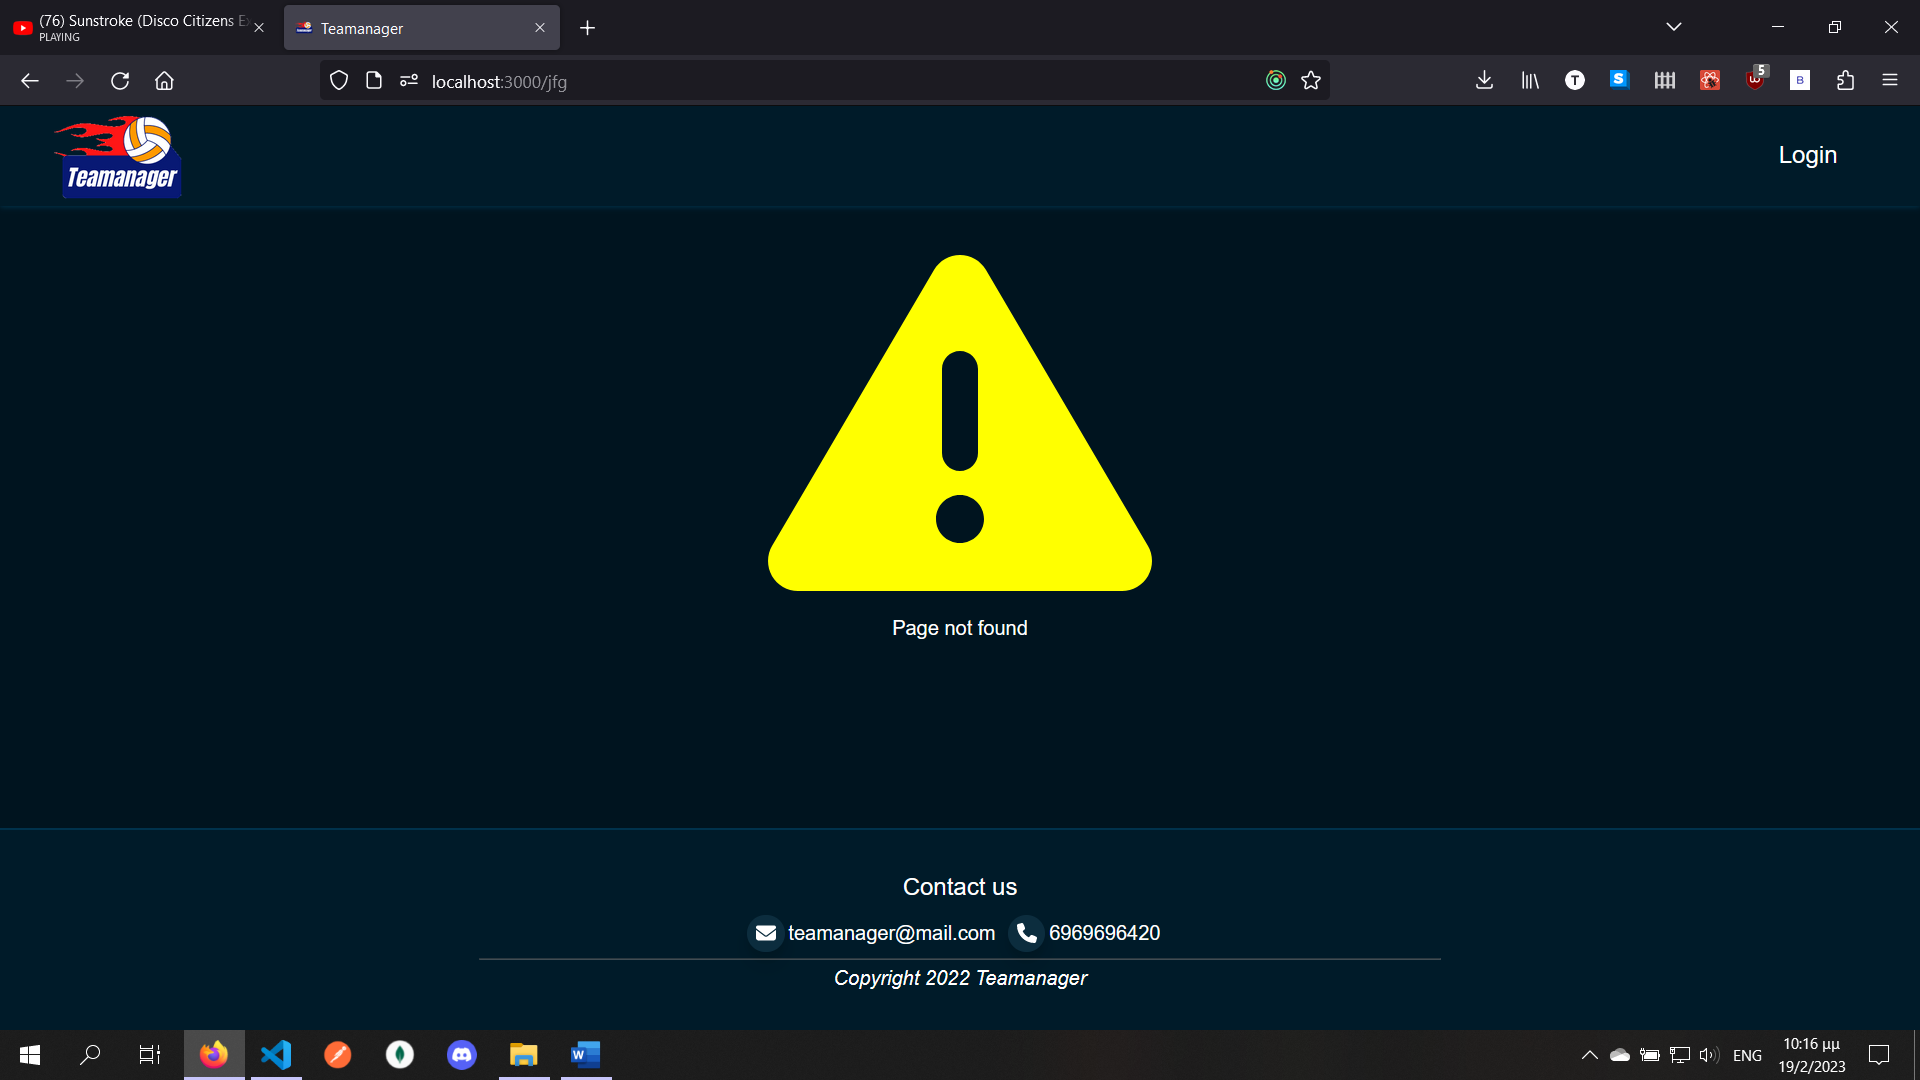 (76) Sunstroke (Disco Citizens E
PLAYING
Teamanager
localhost:3000/jfg
T
S
5
B
Teamanager
Login
Page not found
Contact us
teamanager@mail.com 6969696420
Copyright 2022 Teamanager
W
ENG
10:16 μμ
19/2/2023